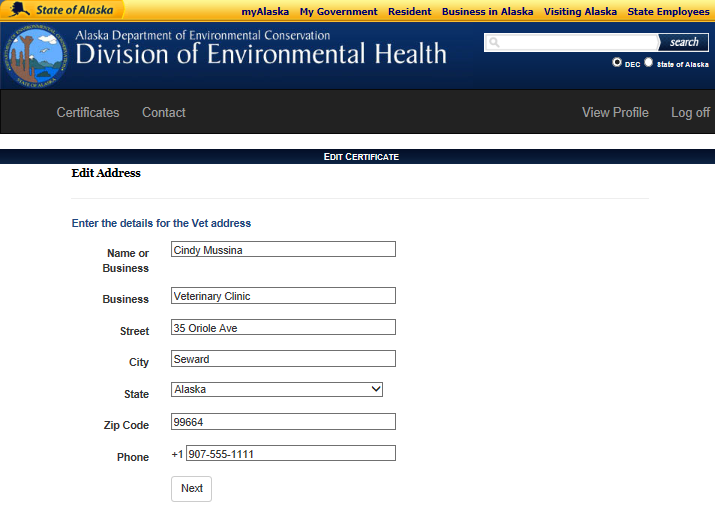 State of Alaska
myAlaska My Government Resident Business in Alaska Visiting Alaska State Employees
Alaska Department of Environmental Conservation
Division of Environmental Health
search
DEC State of Alaska
Certificates Contact View Profile Log off
EDIT CERTIFICATE
Edit Address
Enter the details for the Vet address
Name or Business Cindy Mussina
Business Veterinary Clinic
Street 35 Oriole Ave
City Seward
State Alaska
Zip Code 99664
Phone +1 907-555-1111
Next